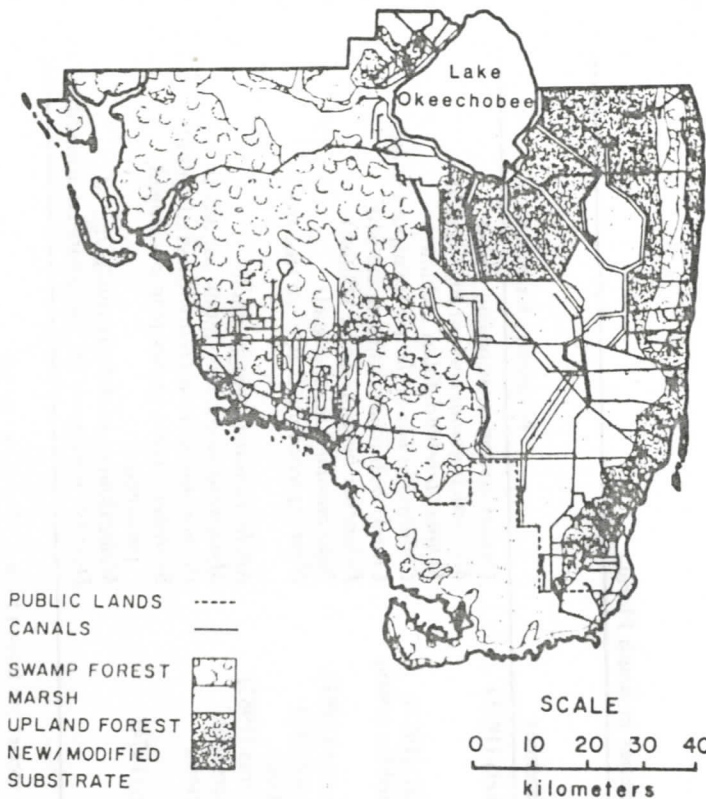 Lake
Okeechobee
PUBLIC LANDS
CANALS
SWAMP FOREST
MARSH
UPLAND FOREST
NEW/MODIFIED
SUBSTRATE
SCALE
0 10 20 30 40
kilometers